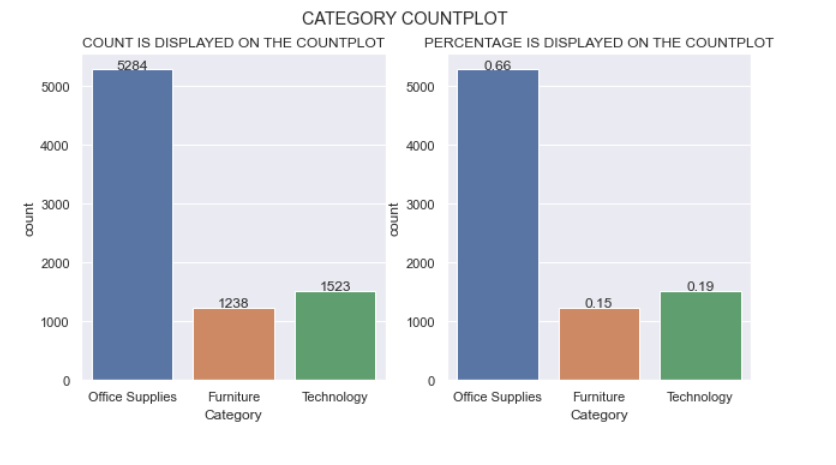 CATEGORY COUNTPLOT
COUNT IS DISPLAYED ON THE COUNTPLOT
5284
5000
4000
3000
2000
1000
0
count
1238
1523
Office Supplies
Furniture
Technology
Category
PERCENTAGE IS DISPLAYED ON THE COUNTPLOT
0.66
5000
4000
3000
2000
1000
0
count
0.15
0.19
Office Supplies
Furniture
Technology
Category